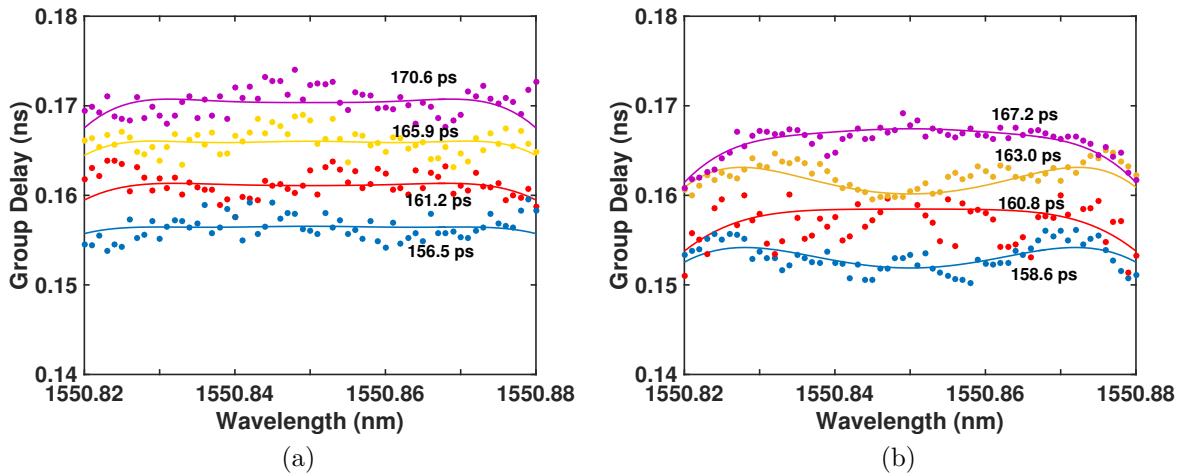 0.18
0.17
0.16
0.15
0.14
Group Delay (ns)
170.6 ps
165.9 ps
161.2 ps
156.5 ps
1550.82
1550.84
1550.86
1550.88
Wavelength (nm)
(a)
0.18
0.17
0.16
0.15
0.14
Group Delay (ns)
167.2 ps
163.0 ps
160.8 ps
158.6 ps
1550.82
1550.84
1550.86
1550.88
Wavelength (nm)
(b)